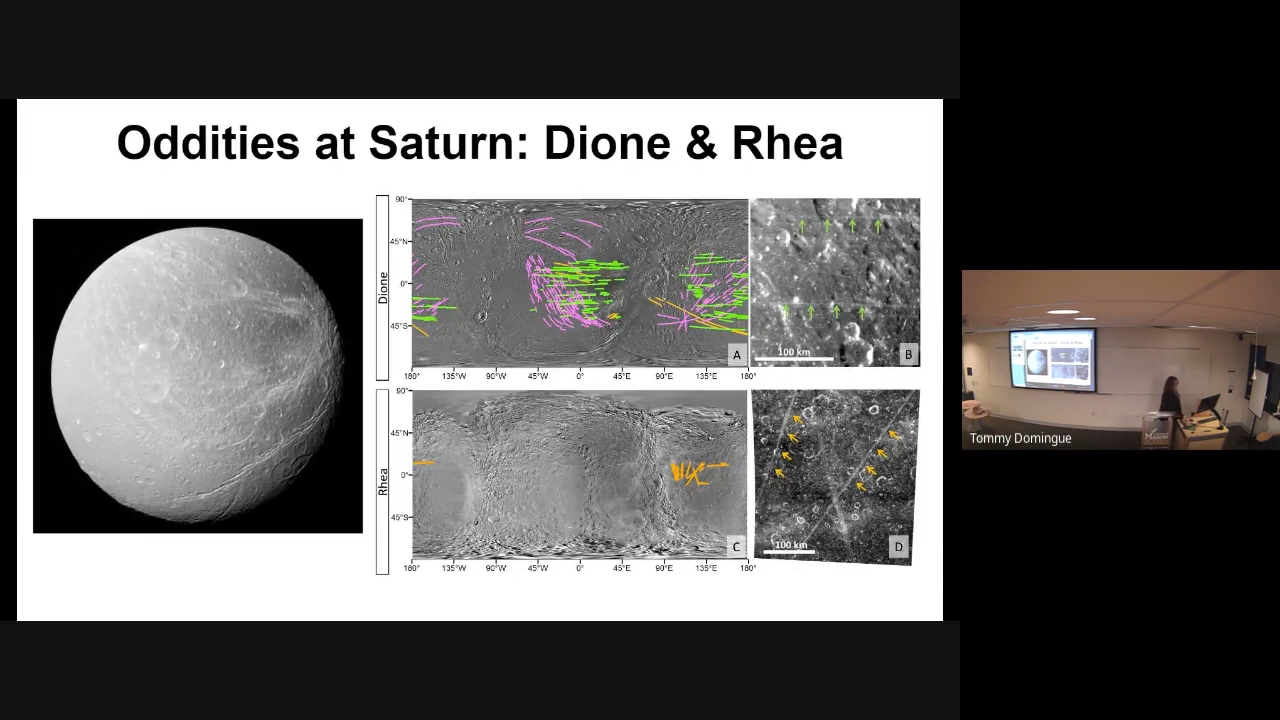 Oddities at Saturn: Dione & Rhea
Dione
90°
45°N
0°
45°S
A
180° 135°W 90°W 45°W 0° 45°E 90°E 135°E 180°
100 km
B
Rhea
90°
45°N
0°
45°S
C
180° 135°W 90°W 45°W 0° 45°E 90°E 135°E 180°
100 km
D
MASON
Tommy Domingue